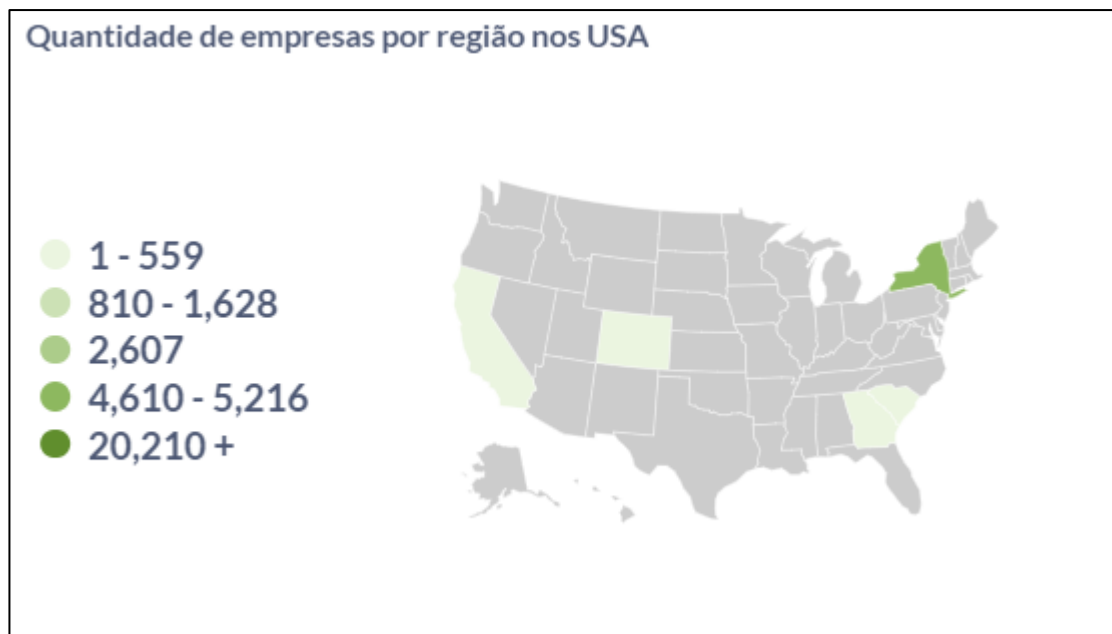 Quantidade de empresas por região nos USA
1 - 559
810 - 1,628
2,607
4,610 - 5,216
20,210 +